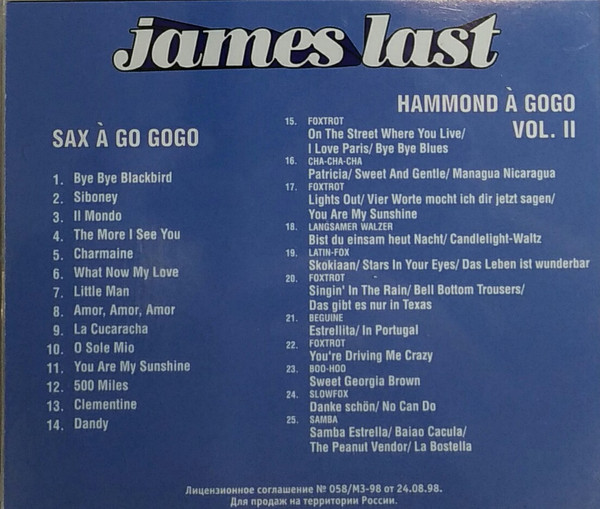 james last
SAX À GO GOGO
1. Bye Bye Blackbird
2. Siboney
3. Il Mondo
4. The More I See You
5. Charmaine
6. What Now My Love
7. Little Man
8. Amor, Amor, Amor
9. La Cucaracha
10. O Sole Mio
11. You Are My Sunshine
12. 500 Miles
13. Clementine
14. Dandy
HAMMOND À GOGO
VOL. II
15. FOXTROT
On The Street Where You Live/
I Love Paris/ Bye Bye Blues
16. CHA-CHA-CHA
Patricia/ Sweet And Gentle/ Managua Nicaragua
17. FOXTROT
Lights Out/ Vier Worte mocht ich dir jetzt sagen/
You Are My Sunshine
18. LANGSAMER WALZER
Bist du einsam heut Nacht/ Candlelight-Waltz
19. LATIN-FOX
Skokiaan/ Stars In Your Eyes/ Das Leben ist wunderbar
20. FOXTROT
Singin' In The Rain/ Bell Bottom Trousers/
Das gibt es nur in Texas
21. BEGUINE
Estrellita/ In Portugal
22. FOXTROT
You're Driving Me Crazy
23. BOO-HOO
Sweet Georgia Brown
24. SLOWFOX
Danke schön/ No Can Do
25. SAMBA
Samba Estrella/ Baiao Cacula/
The Peanut Vendor/ La Bostella
Лицензионное соглашение № 058/МЗ-98 от 24.08.98.
Для продаж на территории России.